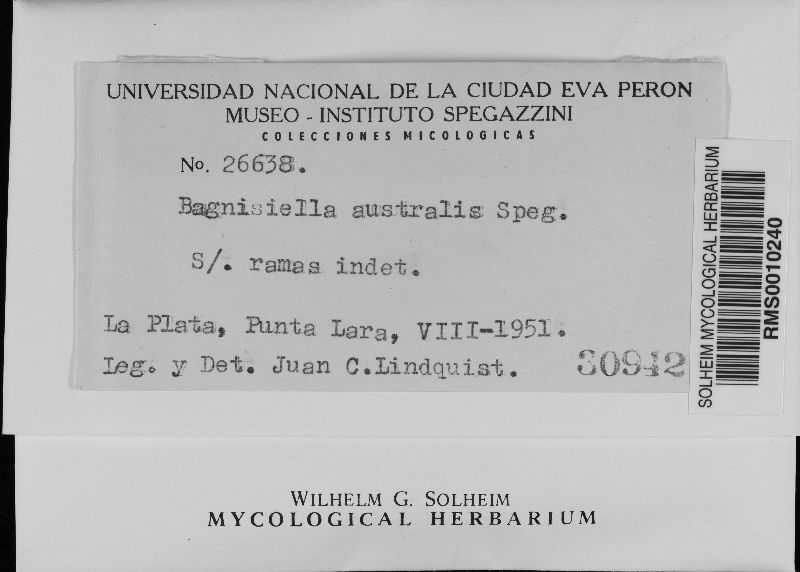 UNIVERSIDAD NACIONAL DE LA CIUDAD EVA PERON
MUSEO - INSTITUTO SPEGAZZINI
COLECCIONES MICOLOGICAS
No. 26638.
Bagnisiella australis Speg.
S/. ramas indet.
La Plata, Punta Lara, VIII-1951.
Leg. y Det. Juan C.Lindquist.
30942
SOLHEIM MYCOLOGICAL HERBARIUM
RMS0010240
WILHELM G. SOLHEIM
MYCOLOGICAL HERBARIUM